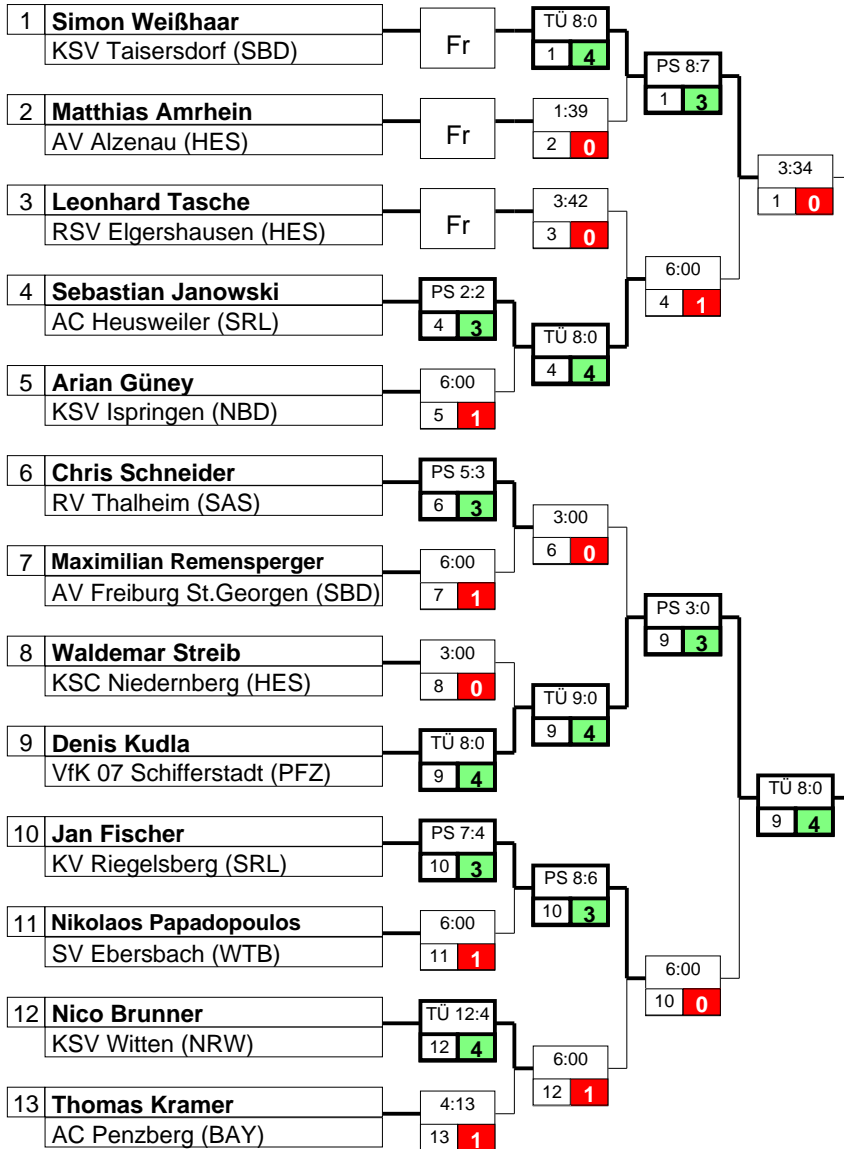 1 Simon Weißhaar
KSV Taisersdorf (SBD)
Fr
TÜ 8:0
1 4
PS 8:7
1 3
2 Matthias Amrhein
AV Alzenau (HES)
Fr
1:39
2 0
3:34
1 0
3 Leonhard Tasche
RSV Elgershausen (HES)
Fr
3:42
3 0
6:00
4 1
4 Sebastian Janowski
AC Heusweiler (SRL)
PS 2:2
4 3
TÜ 8:0
4 4
5 Arian Güney
KSV Ispringen (NBD)
6:00
5 1
6 Chris Schneider
RV Thalheim (SAS)
PS 5:3
6 3
3:00
6 0
7 Maximilian Remensperger
AV Freiburg St.Georgen (SBD)
6:00
7 1
PS 3:0
9 3
8 Waldemar Streib
KSC Niedernberg (HES)
3:00
8 0
TÜ 9:0
9 4
9 Denis Kudla
VfK 07 Schifferstadt (PFZ)
TÜ 8:0
9 4
TÜ 8:0
9 4
10 Jan Fischer
KV Riegelsberg (SRL)
PS 7:4
10 3
PS 8:6
10 3
11 Nikolaos Papadopoulos
SV Ebersbach (WTB)
6:00
11 1
6:00
10 0
12 Nico Brunner
KSV Witten (NRW)
TÜ 12:4
12 4
6:00
12 1
13 Thomas Kramer
AC Penzberg (BAY)
4:13
13 1